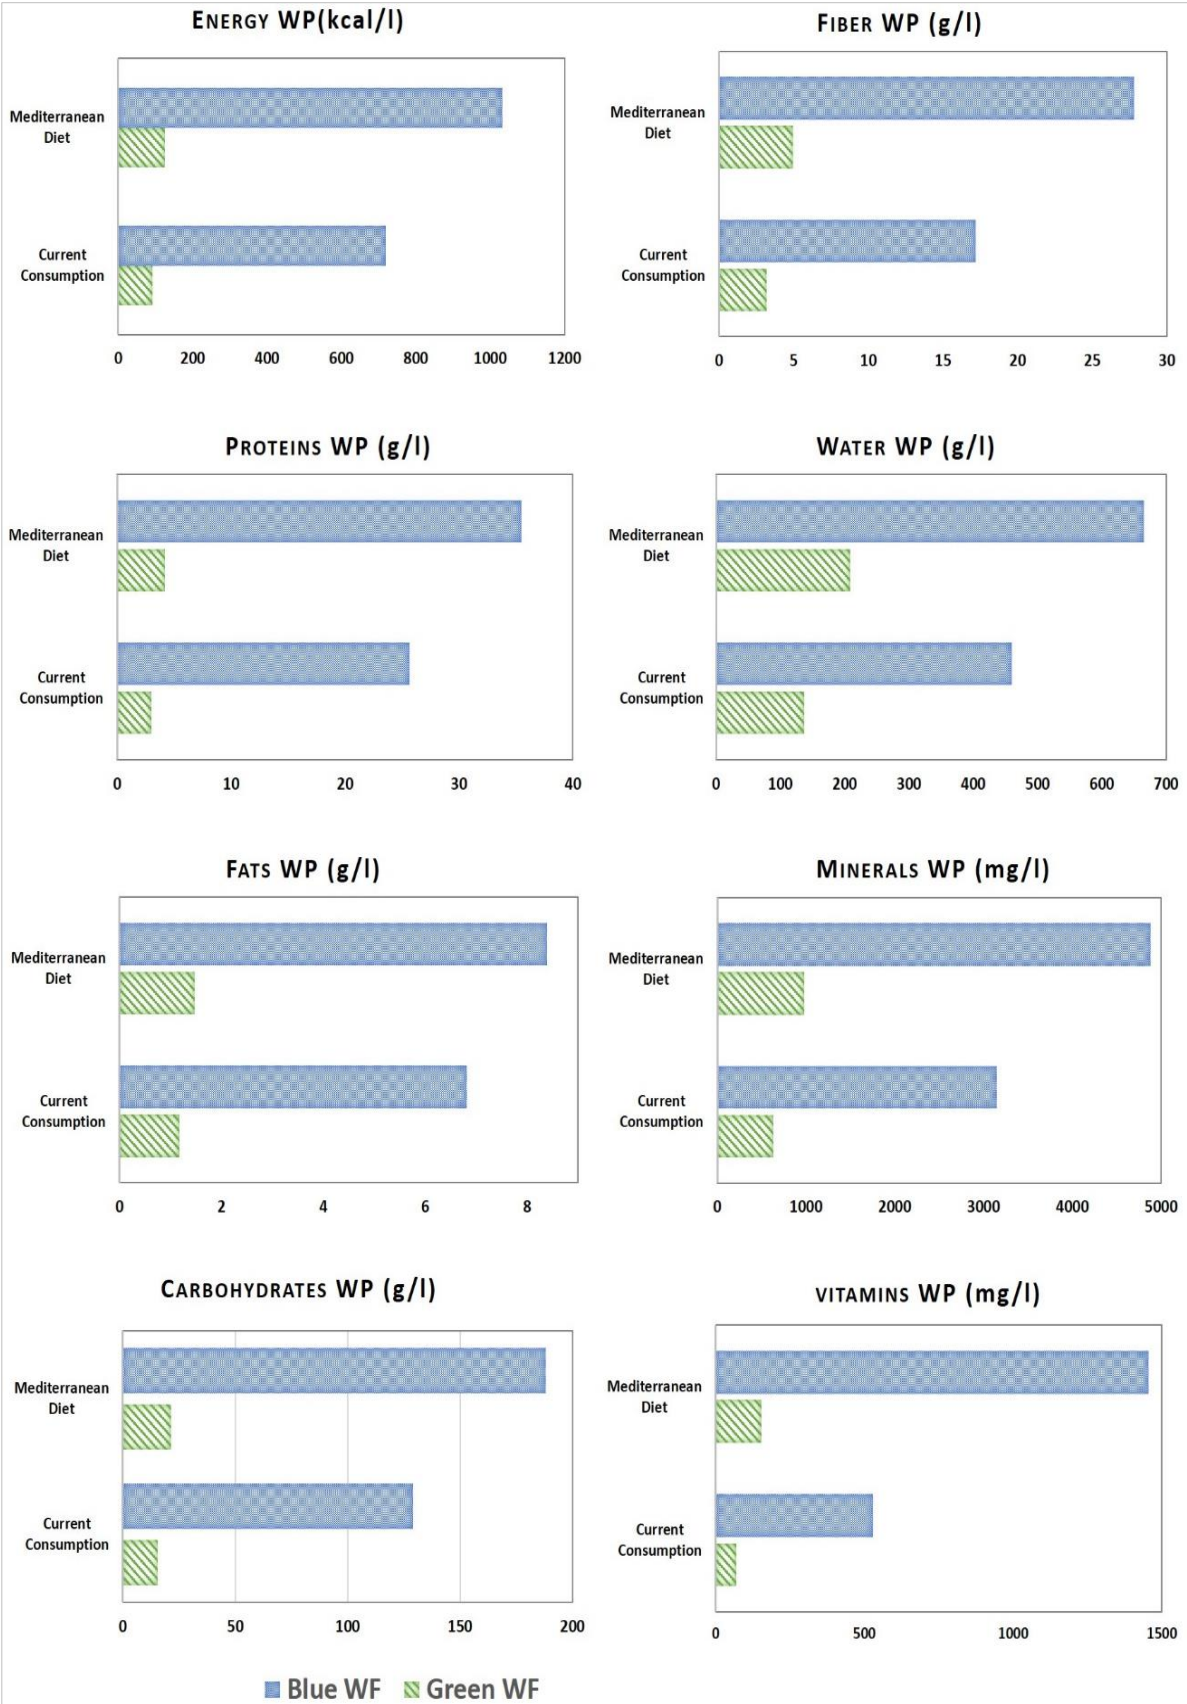 ENERGY WP(kcal/l)
Mediterranean
Diet
Current
Consumption
0 200 400 600 800 1000 1200
FIBER WP (g/l)
Mediterranean
Diet
Current
Consumption
0 5 10 15 20 25 30
PROTEINS WP (g/l)
Mediterranean
Diet
Current
Consumption
0 10 20 30 40
WATER WP (g/l)
Mediterranean
Diet
Current
Consumption
0 100 200 300 400 500 600 700
FATS WP (g/l)
Mediterranean
Diet
Current
Consumption
0 2 4 6 8
MINERALS WP (mg/l)
Mediterranean
Diet
Current
Consumption
0 1000 2000 3000 4000 5000
CARBOHYDRATES WP (g/l)
Mediterranean
Diet
Current
Consumption
0 50 100 150 200
VITAMINS WP (mg/l)
Mediterranean
Diet
Current
Consumption
0 500 1000 1500
Blue WF Green WF